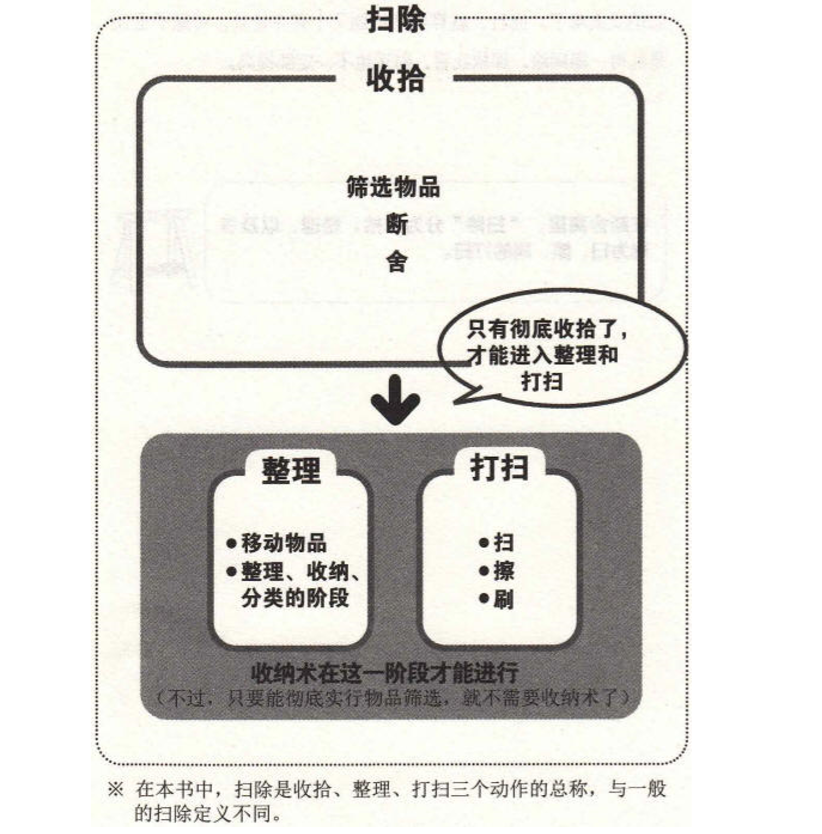 扫除
收拾
筛选物品
断
舍
只有彻底收拾了，
才能进入整理和
打扫
整理
打扫
●移动物品
●整理、收纳、
分类的阶段
●扫
●擦
●刷
收纳术在这一阶段才能进行
（不过，只要能彻底实行物品筛选，就不需要收纳术了）
※ 在本书中，扫除是收拾、整理、打扫三个动作的总称，与一般
的扫除定义不同。